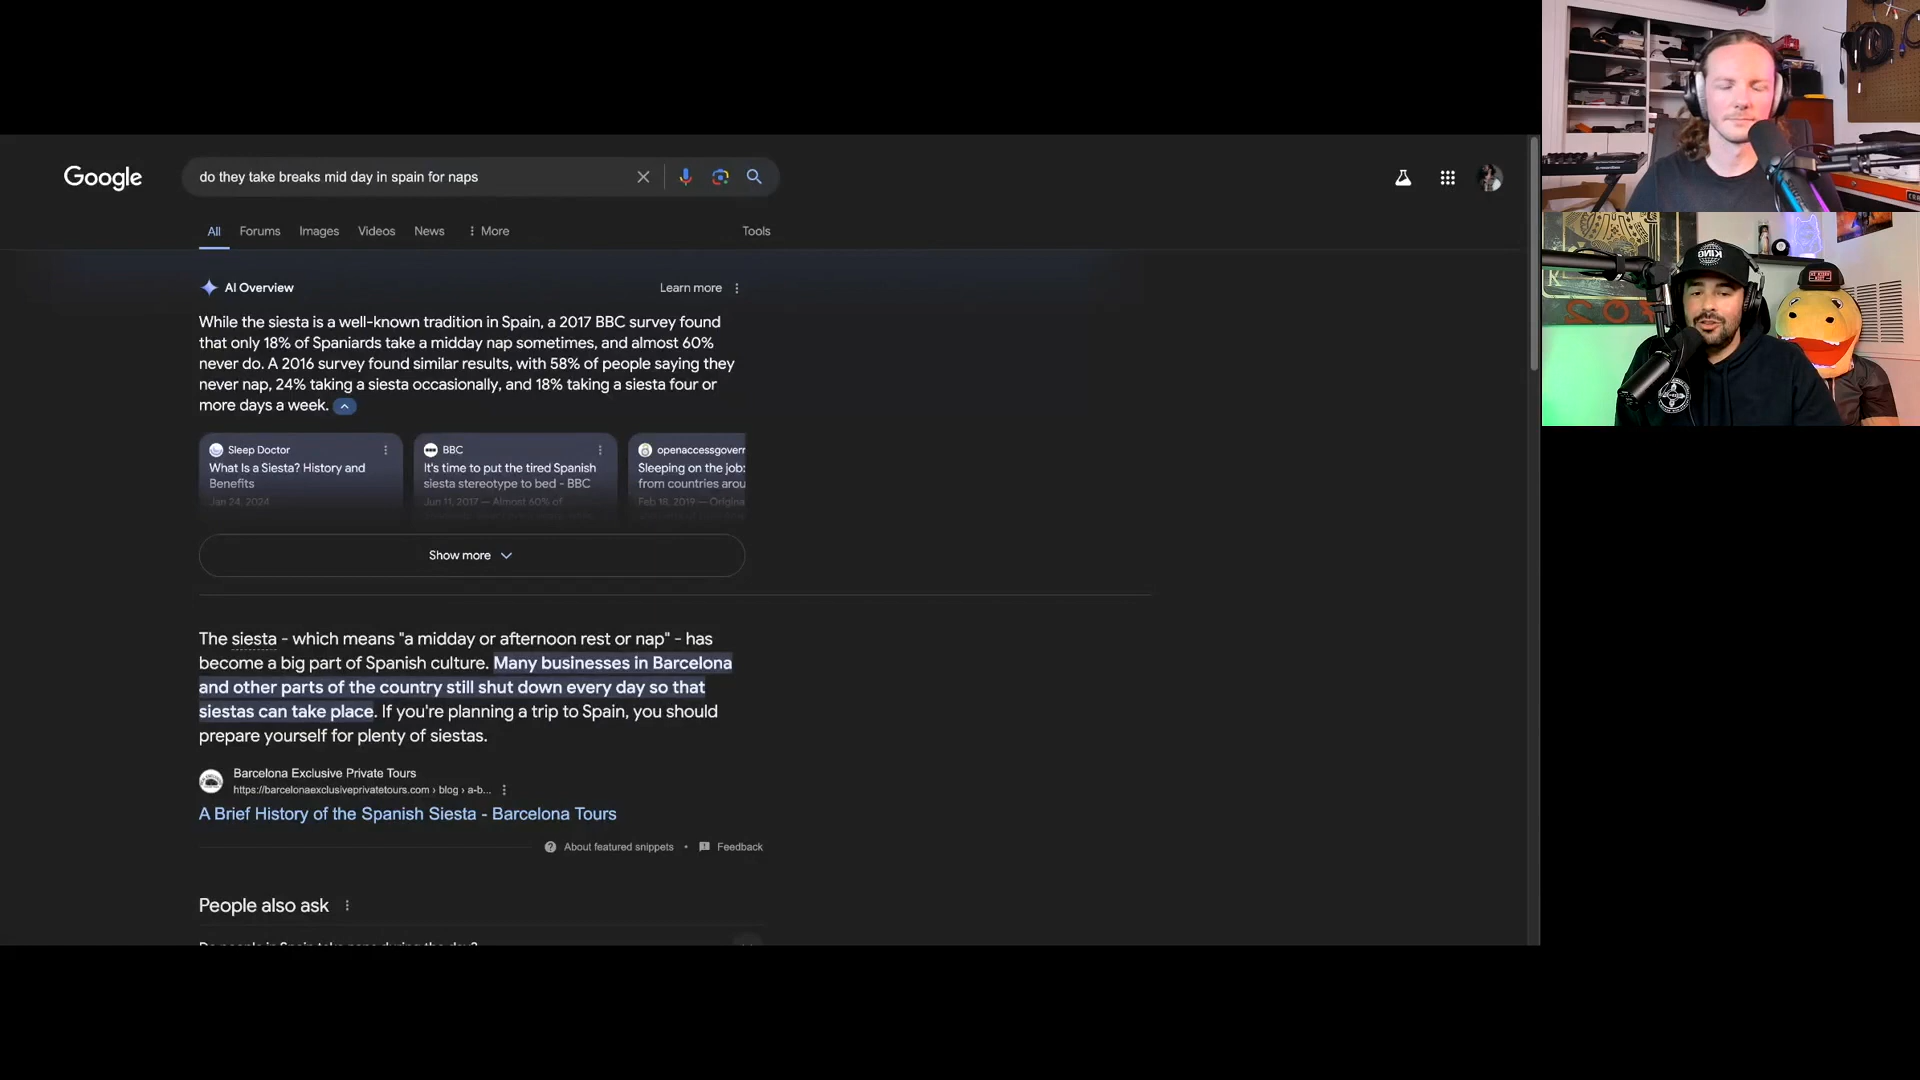 Google
do they take breaks mid day in spain for naps
All
Forums
Images
Videos
News
More
Tools
AI Overview
Learn more
While the siesta is a well-known tradition in Spain, a 2017 BBC survey found
that only 18% of Spaniards take a midday nap sometimes, and almost 60%
never do. A 2016 survey found similar results, with 58% of people saying they
never nap, 24% taking a siesta occasionally, and 18% taking a siesta four or
more days a week.
Sleep Doctor
What Is a Siesta? History and
Benefits
Jan 24, 2024
BBC
It's time to put the tired Spanish
siesta stereotype to bed - BBC
Jun 11, 2017 — Almost 60% of
openaccessgovern
Sleeping on the job:
from countries arou
Feb 18, 2019 — Origina
Show more
The siesta - which means "a midday or afternoon rest or nap" - has
become a big part of Spanish culture. Many businesses in Barcelona
and other parts of the country still shut down every day so that
siestas can take place. If you're planning a trip to Spain, you should
prepare yourself for plenty of siestas.
Barcelona Exclusive Private Tours
https://barcelonaexclusiveprivatetours.com › blog › a-b...
A Brief History of the Spanish Siesta - Barcelona Tours
About featured snippets
•
Feedback
People also ask
Do people in Spain take naps during the day?
KING